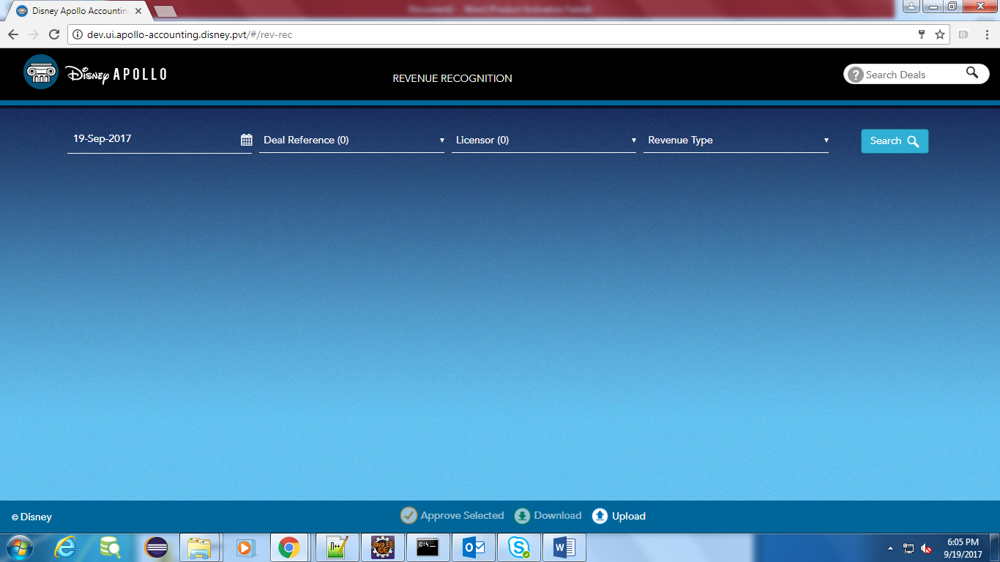 Document1 - Word (Product Activation Failed)
Disney Apollo Accountin
dev.ui.apollo-accounting.disney.pvt/#/rev-rec
Disney APOLLO
REVENUE RECOGNITION
? Search Deals
19-Sep-2017
Deal Reference (0)
Licensor (0)
Revenue Type
Search
© Disney
Approve Selected
Download
Upload
Java EE
IDE
6:05 PM
9/19/2017